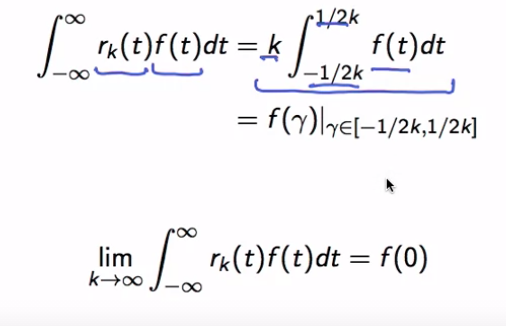 ∫_{-∞}^{∞} r_k(t)f(t)dt = k ∫_{-1/2k}^{1/2k} f(t)dt
= f(γ)|_{γ∈[-1/2k,1/2k]}
lim_{k→∞} ∫_{-∞}^{∞} r_k(t)f(t)dt = f(0)